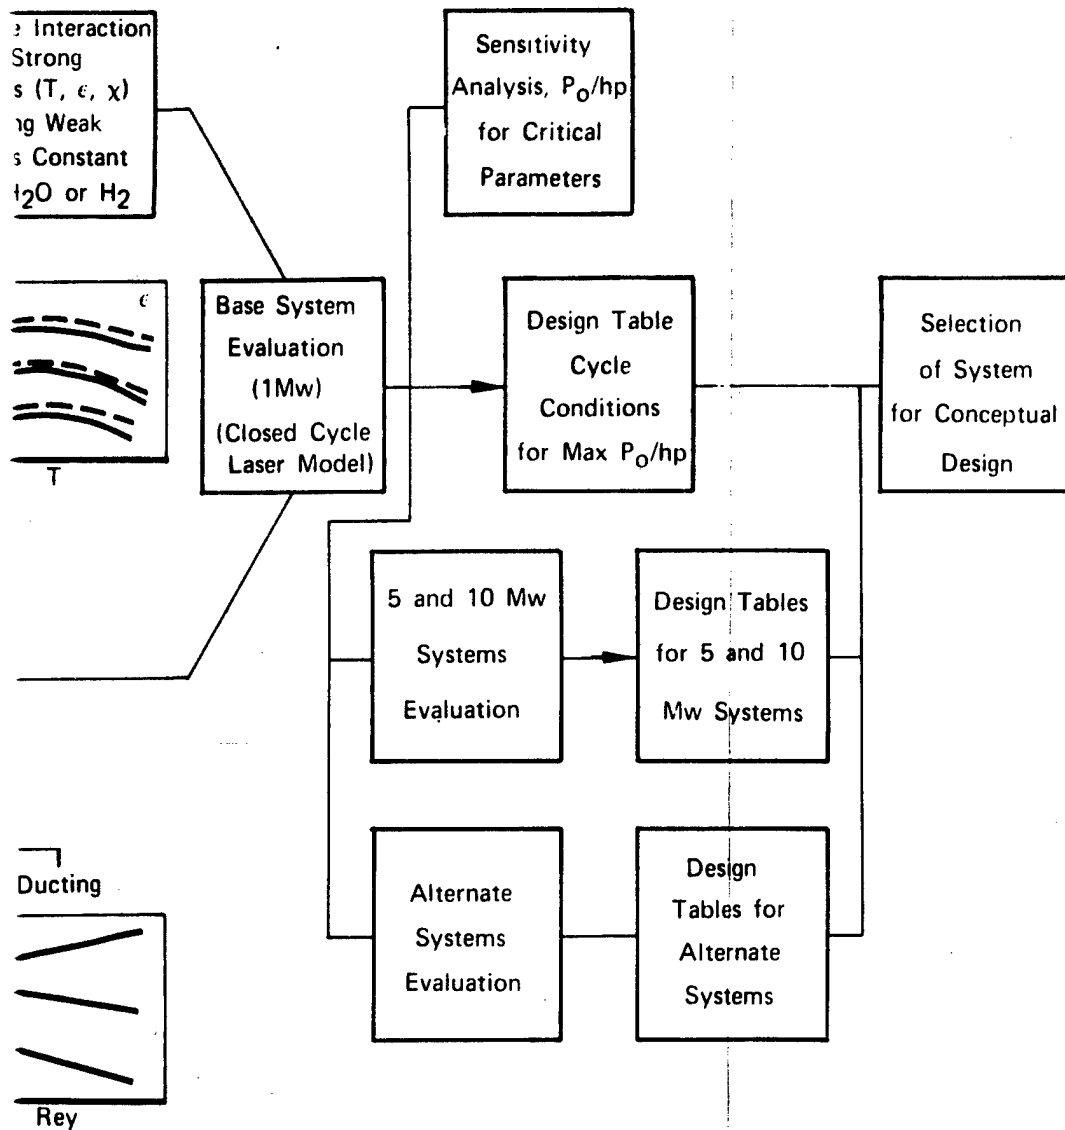 Interaction
Strong
s (T, ϵ, χ)
ng Weak
s Constant
H2O or H2
Sensitivity
Analysis, Po/hp
for Critical
Parameters
ϵ
T
Base System
Evaluation
(1Mw)
(Closed Cycle
Laser Model)
Design Table
Cycle
Conditions
for Max Po/hp
Selection
of System
for Conceptual
Design
5 and 10 Mw
Systems
Evaluation
Design Tables
for 5 and 10
Mw Systems
Ducting
Rey
Alternate
Systems
Evaluation
Design
Tables for
Alternate
Systems